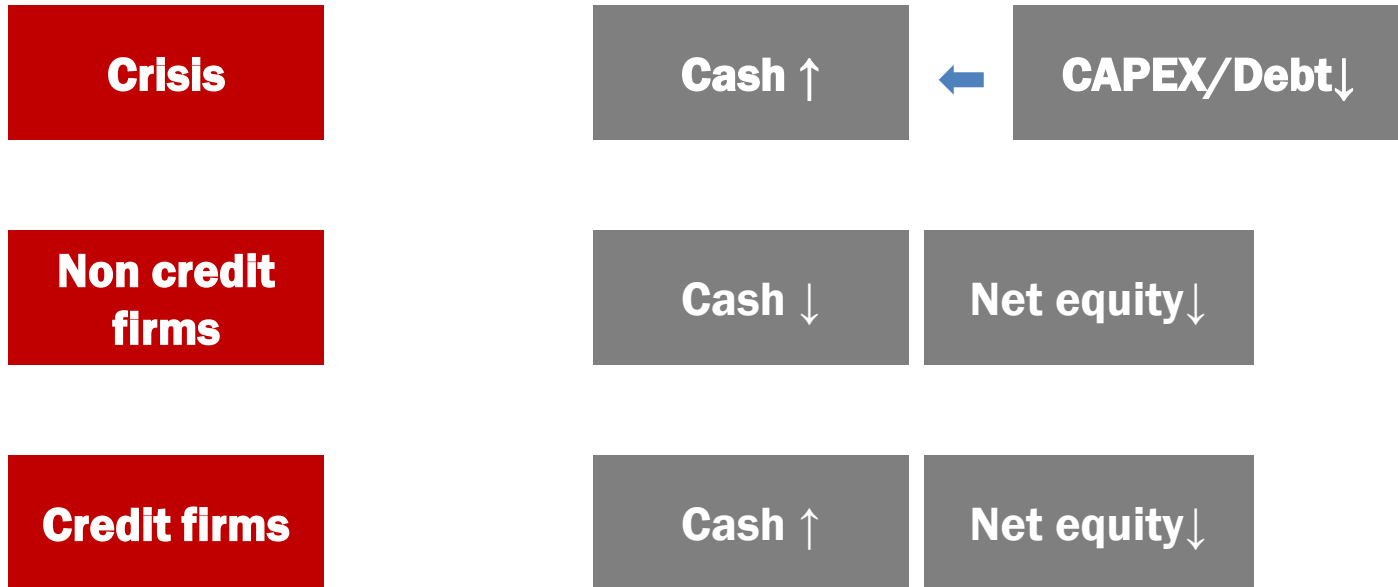 Crisis
Cash ↑
CAPEX/Debt↓
Non credit
firms
Cash ↓
Net equity↓
Credit firms
Cash ↑
Net equity↓